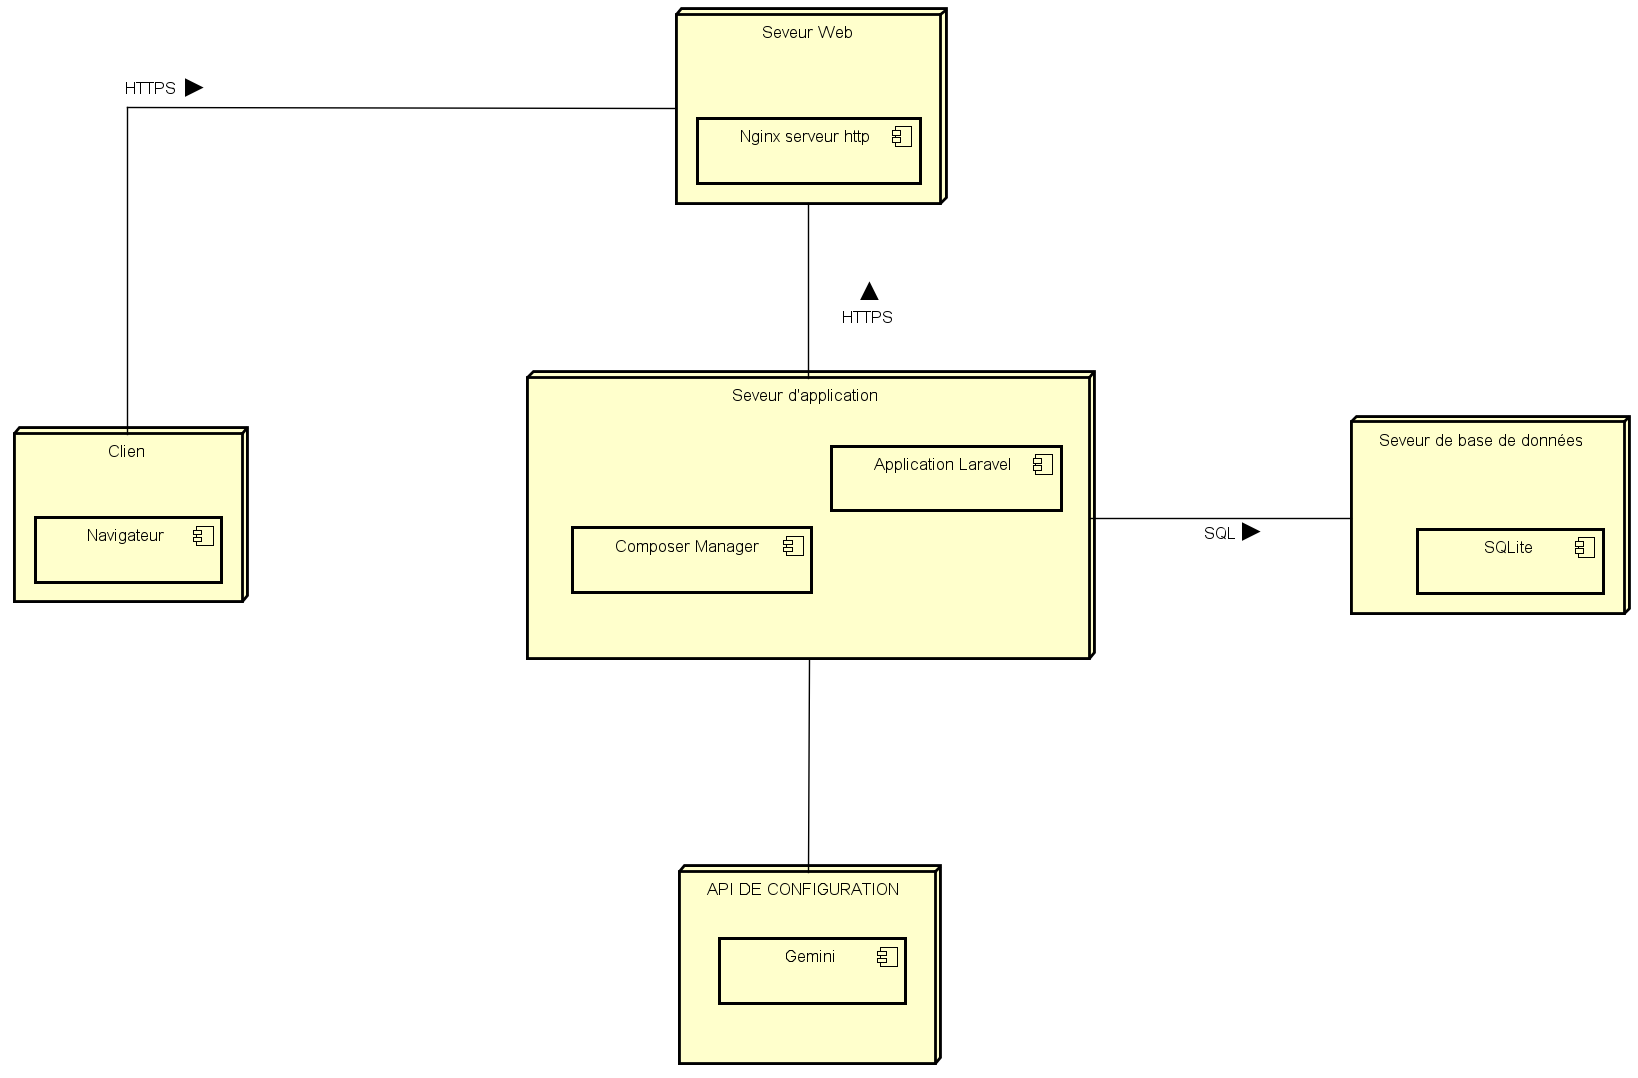 Seveur Web
HTTPS
Nginx serveur http
HTTPS
Seveur d'application
Seveur de base de données
Clien
Application Laravel
SQL
Navigateur
Composer Manager
SQLite
API DE CONFIGURATION
Gemini